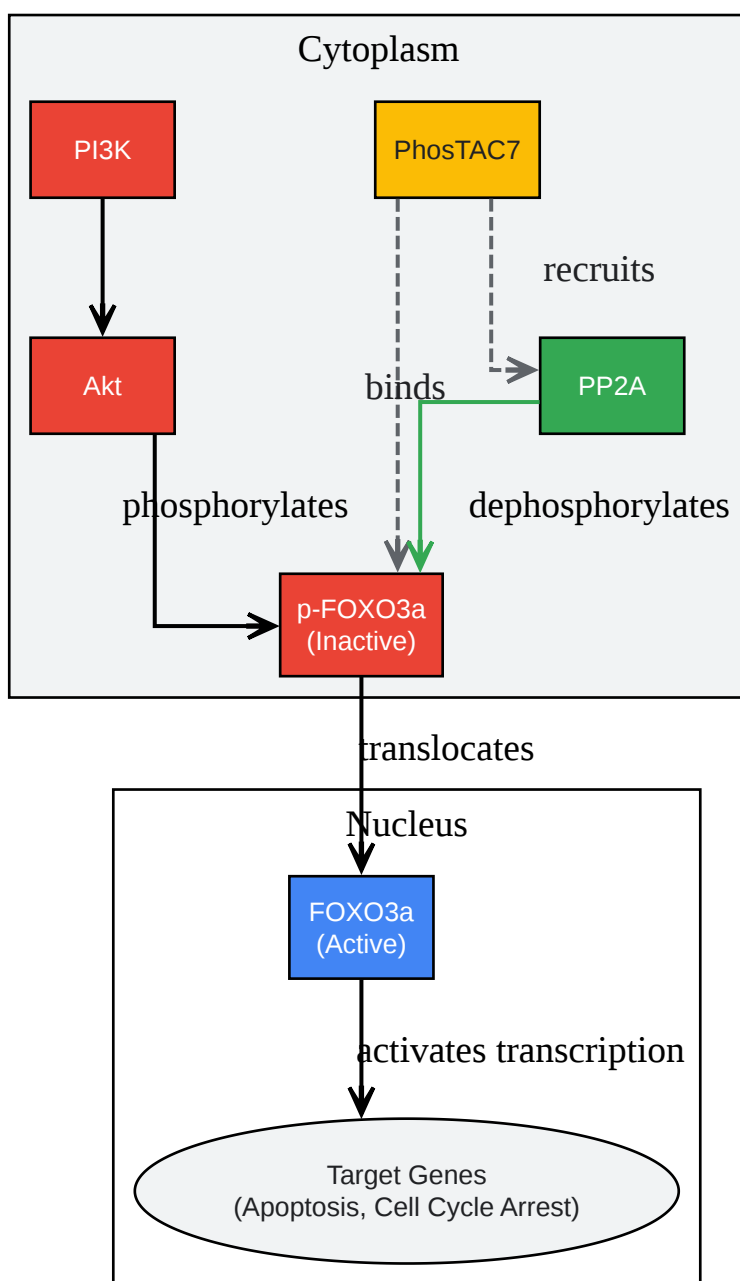 Cytoplasm
PI3K
PhosTAC7
recruits
Akt
binds
PP2A
phosphorylates
dephosphorylates
p-FOXO3a
(Inactive)
translocates
Nucleus
FOXO3a
(Active)
activates transcription
Target Genes
(Apoptosis, Cell Cycle Arrest)